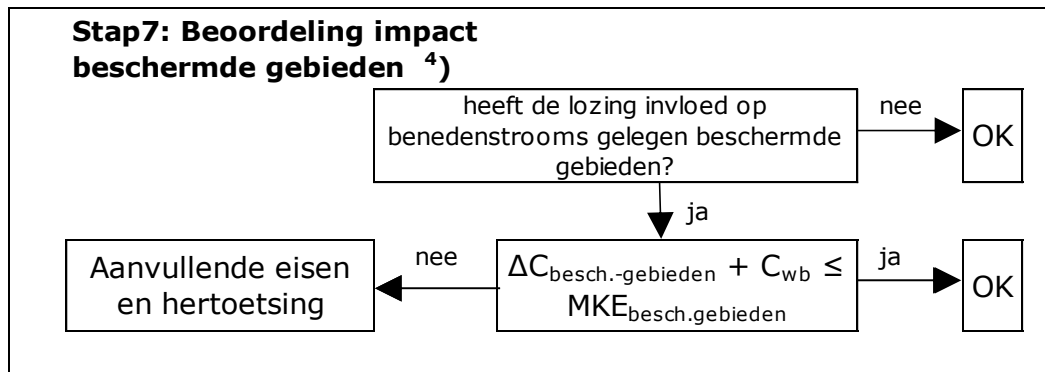 Stap7: Beoordeling impact
beschermde gebieden ⁴)
heeft de lozing invloed op
benedenstrooms gelegen beschermde
gebieden?
nee
OK
ja
Aanvullende eisen
en hertoetsing
nee
ΔCbesch.-gebieden + Cwb ≤
MKEbesch.gebieden
ja
OK